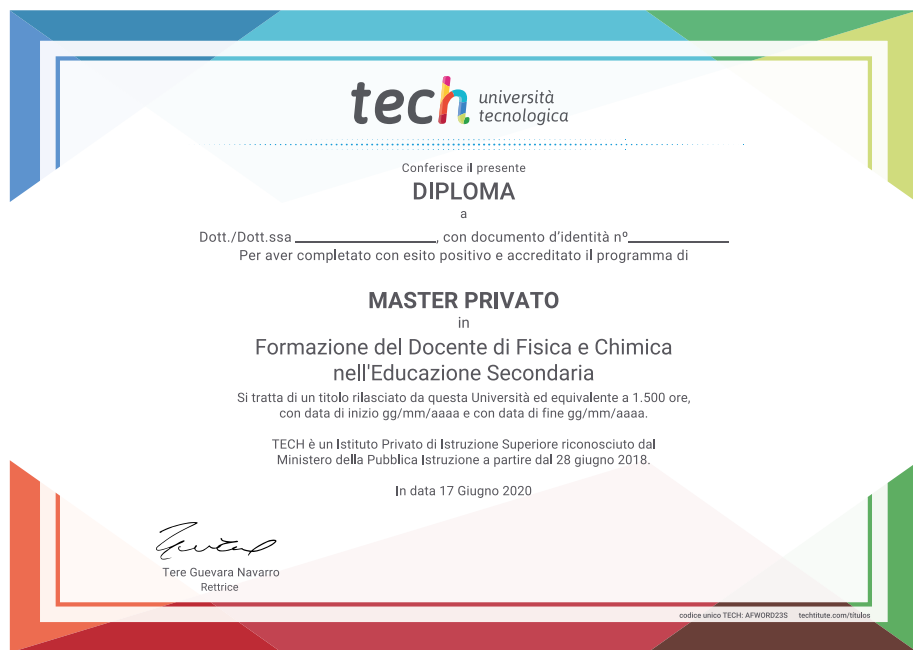 tech università
tecnologica
Conferisce il presente
DIPLOMA
a
Dott./Dott.ssa ________________, con documento d'identità nº____________
Per aver completato con esito positivo e accreditato il programma di
MASTER PRIVATO
in
Formazione del Docente di Fisica e Chimica
nell'Educazione Secondaria
Si tratta di un titolo rilasciato da questa Università ed equivalente a 1.500 ore,
con data di inizio gg/mm/aaaa e con data di fine gg/mm/aaaa.
TECH è un Istituto Privato di Istruzione Superiore riconosciuto dal
Ministero della Pubblica Istruzione a partire dal 28 giugno 2018.
In data 17 Giugno 2020
Tere Guevara Navarro
Rettrice
codice unico TECH: AFWORD23S techtitute.com/titulos